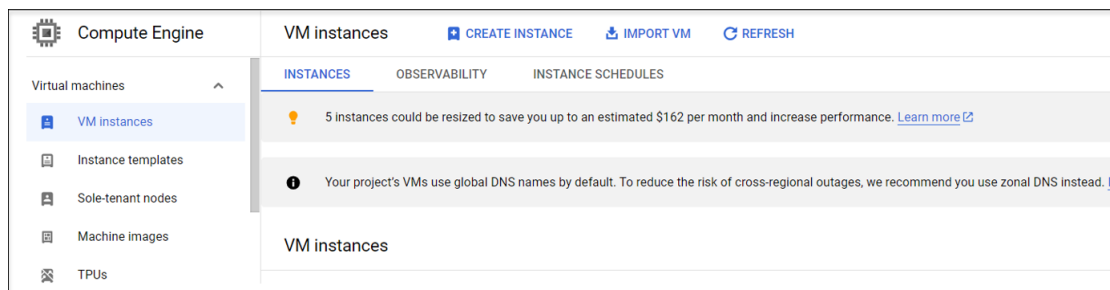 Compute Engine
VM instances
CREATE INSTANCE
IMPORT VM
REFRESH
Virtual machines
VM instances
Instance templates
Sole-tenant nodes
Machine images
TPUs
INSTANCES
OBSERVABILITY
INSTANCE SCHEDULES
5 instances could be resized to save you up to an estimated $162 per month and increase performance. Learn more
Your project's VMs use global DNS names by default. To reduce the risk of cross-regional outages, we recommend you use zonal DNS instead.
VM instances